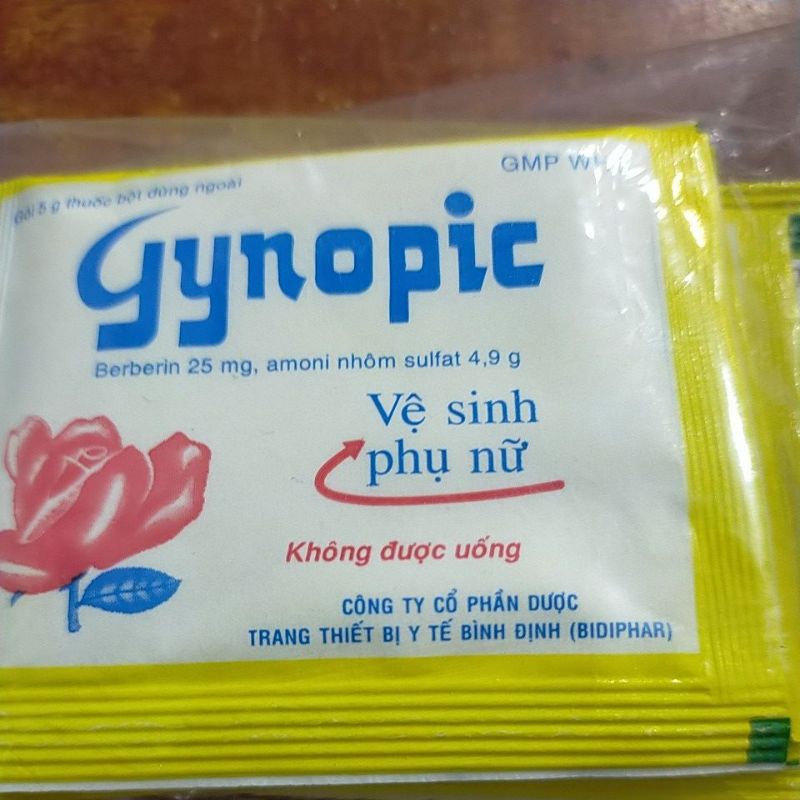 Gói 5 g thuốc bột dùng ngoài
GMP
Gynopic
Berberin 25 mg, amoni nhôm sulfat 4,9 g
Vệ sinh
phụ nữ
Không được uống
CÔNG TY CỔ PHẦN DƯỢC
TRANG THIẾT BỊ Y TẾ BÌNH ĐỊNH (BIDIPHAR)